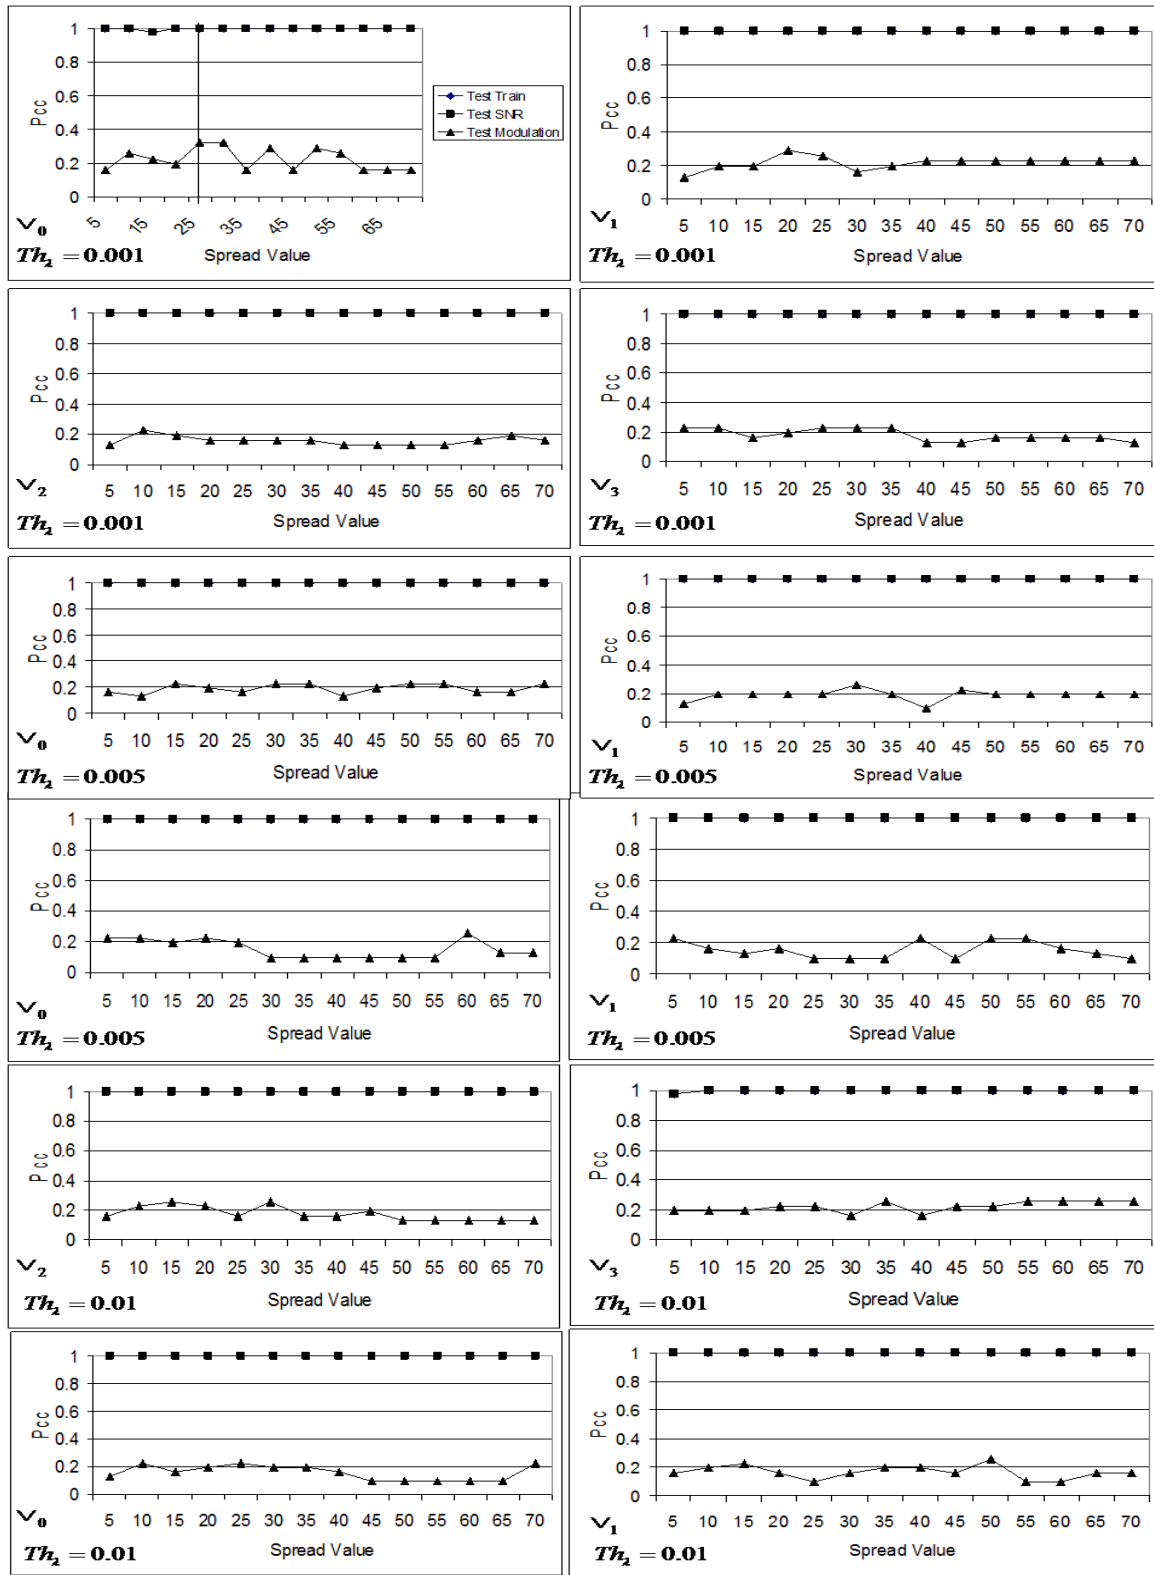 1
0.8
0.6
0.4
0.2
0
Pcc
5 15 25 35 45 55 65
Spread Value
Test Train
Test SNR
Test Modulation
V₀
Th₂ = 0.001
1
0.8
0.6
0.4
0.2
0
Pcc
5 10 15 20 25 30 35 40 45 50 55 60 65 70
Spread Value
V₁
Th₂ = 0.001
1
0.8
0.6
0.4
0.2
0
Pcc
5 10 15 20 25 30 35 40 45 50 55 60 65 70
Spread Value
V₂
Th₂ = 0.001
1
0.8
0.6
0.4
0.2
0
Pcc
5 10 15 20 25 30 35 40 45 50 55 60 65 70
Spread Value
V₃
Th₂ = 0.001
1
0.8
0.6
0.4
0.2
0
Pcc
5 10 15 20 25 30 35 40 45 50 55 60 65 70
Spread Value
V₀
Th₂ = 0.005
1
0.8
0.6
0.4
0.2
0
Pcc
5 10 15 20 25 30 35 40 45 50 55 60 65 70
Spread Value
V₁
Th₂ = 0.005
1
0.8
0.6
0.4
0.2
0
Pcc
5 10 15 20 25 30 35 40 45 50 55 60 65 70
Spread Value
V₀
Th₂ = 0.005
1
0.8
0.6
0.4
0.2
0
Pcc
5 10 15 20 25 30 35 40 45 50 55 60 65 70
Spread Value
V₁
Th₂ = 0.005
1
0.8
0.6
0.4
0.2
0
Pcc
5 10 15 20 25 30 35 40 45 50 55 60 65 70
Spread Value
V₂
Th₂ = 0.01
1
0.8
0.6
0.4
0.2
0
Pcc
5 10 15 20 25 30 35 40 45 50 55 60 65 70
Spread Value
V₃
Th₂ = 0.01
1
0.8
0.6
0.4
0.2
0
Pcc
5 10 15 20 25 30 35 40 45 50 55 60 65 70
Spread Value
V₀
Th₂ = 0.01
1
0.8
0.6
0.4
0.2
0
Pcc
5 10 15 20 25 30 35 40 45 50 55 60 65 70
Spread Value
V₁
Th₂ = 0.01